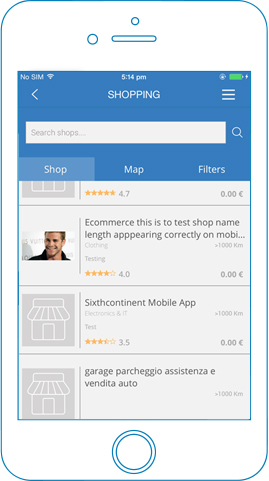 No SIM 5:14 pm
SHOPPING
Search shops...
Shop Map Filters
4.7 0.00 €
Ecommerce this is to test shop name
length apppearing correctly on mobi...
Clothing >1000 Km
Testing
4.0 0.00 €
Sixthcontinent Mobile App
Electronics & IT >1000 Km
Test
3.5 0.00 €
garage parcheggio assistenza e
vendita auto
>1000 Km